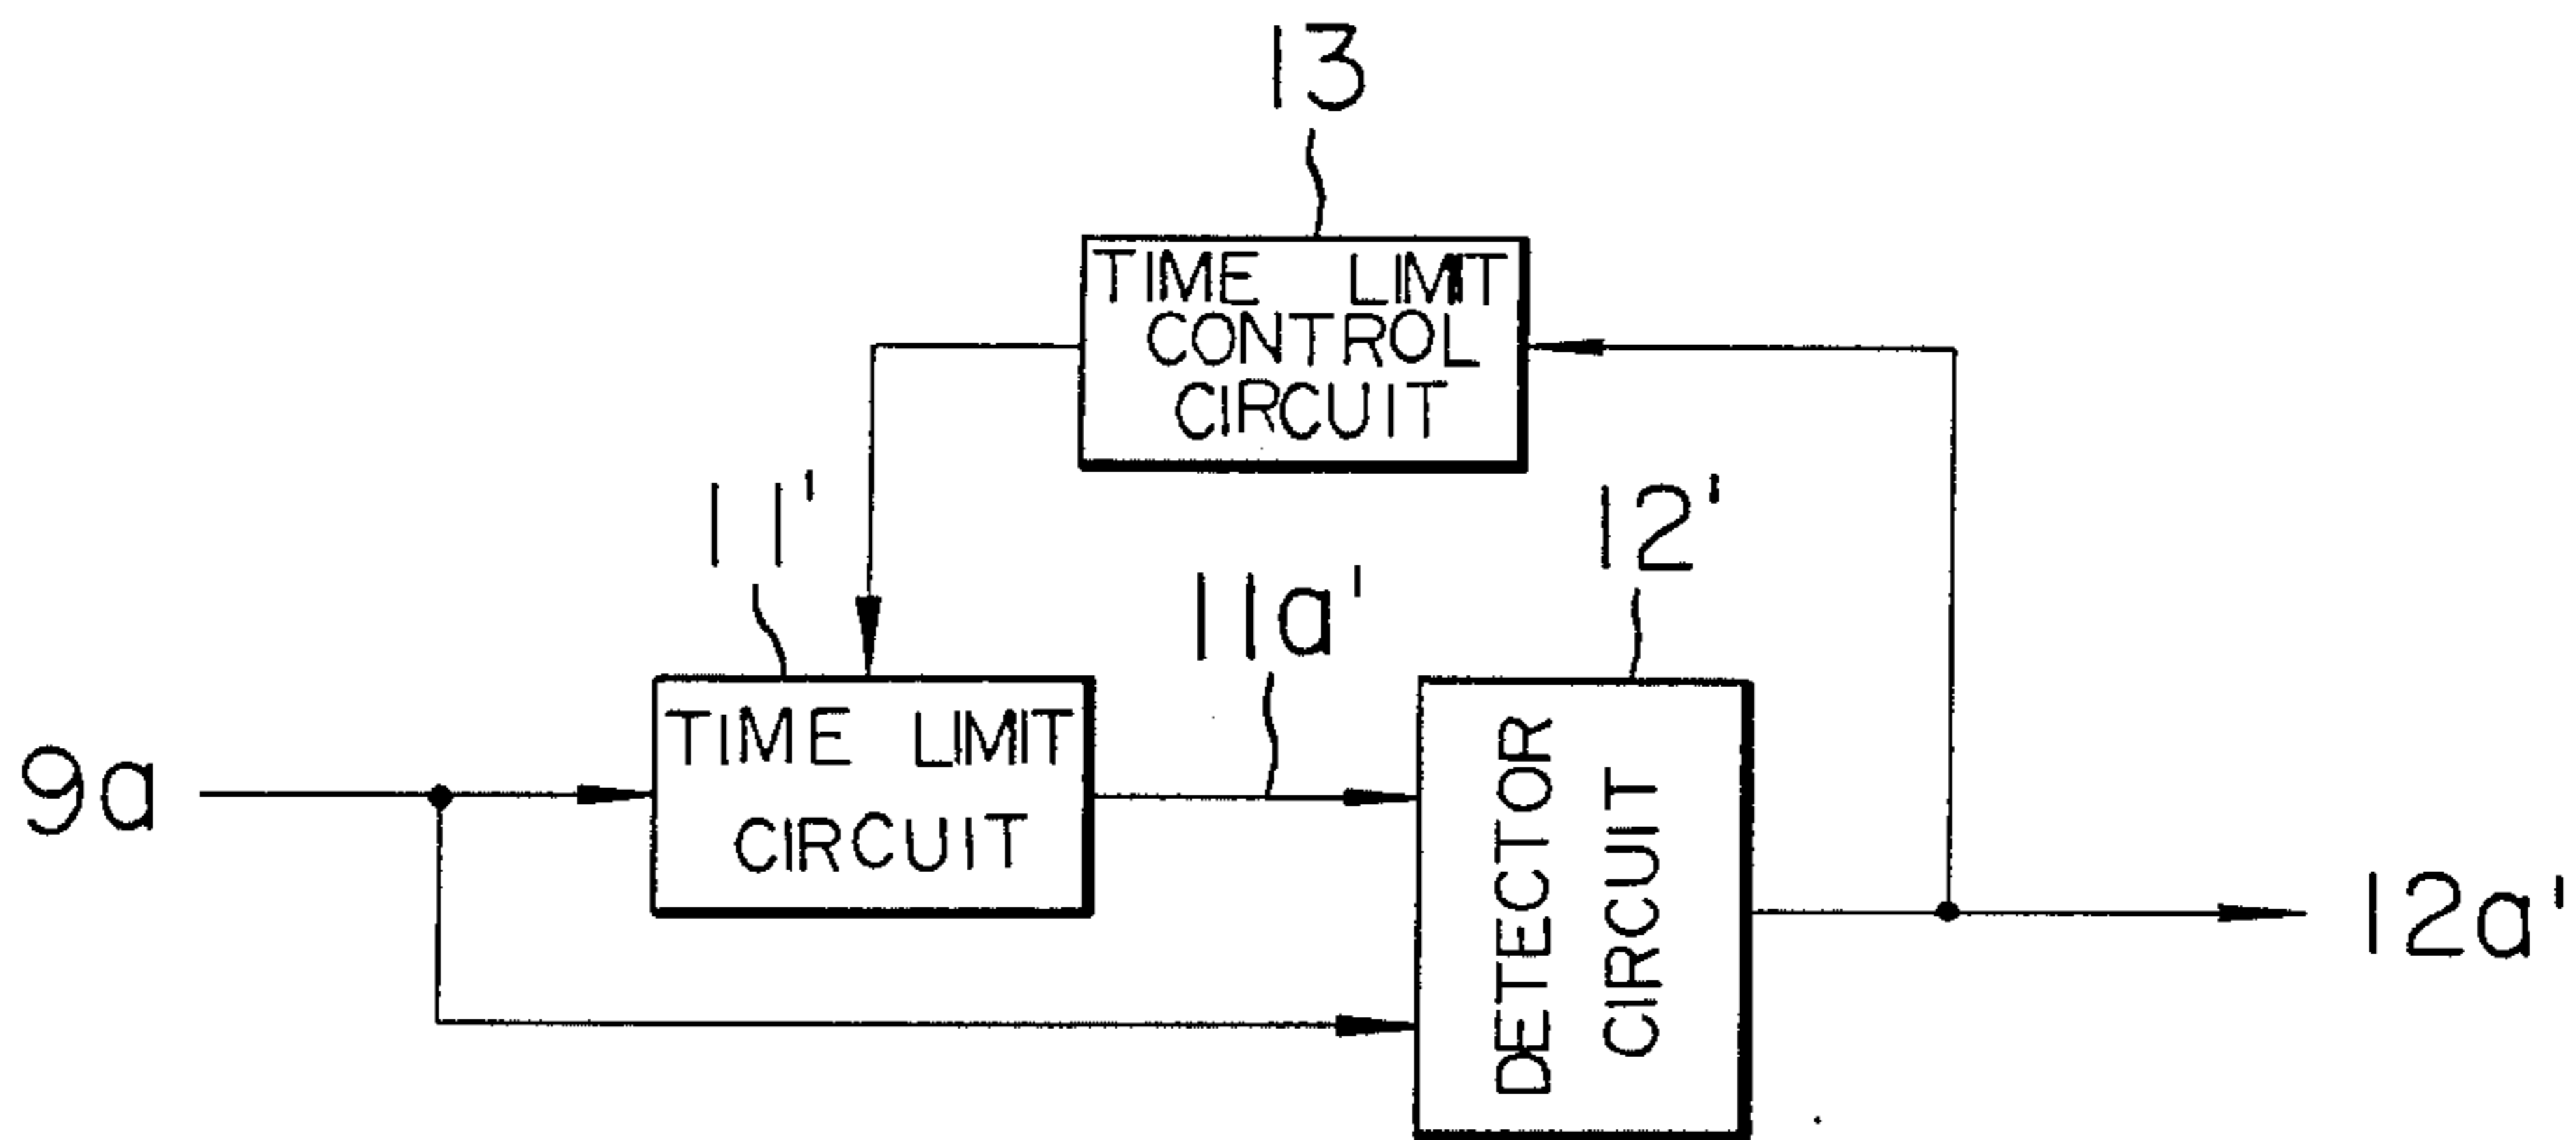 13
TIME LIMIT
CONTROL
CIRCUIT
11'
12'
11a'
TIME LIMIT
CIRCUIT
DETECTOR
CIRCUIT
9a
12a'